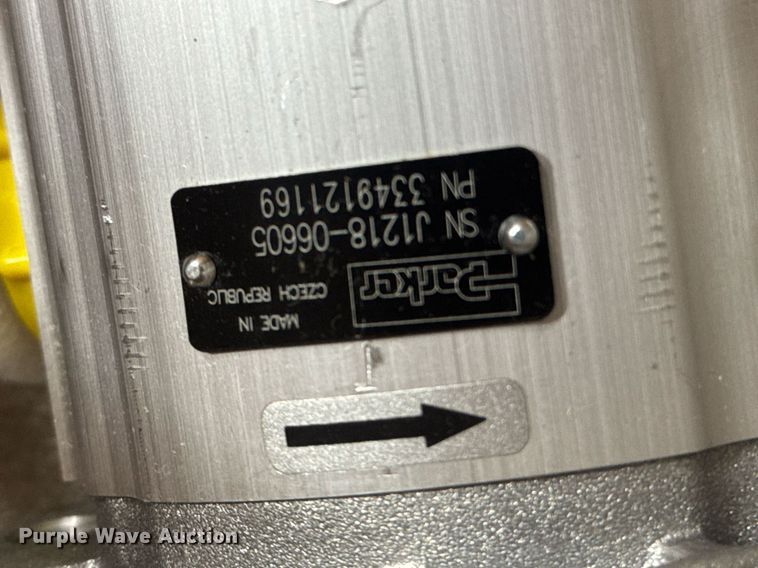 Parker
MADE IN
CZECH REPUBLIC
SN J1218-06605
PN 3349121169
Purple Wave Auction